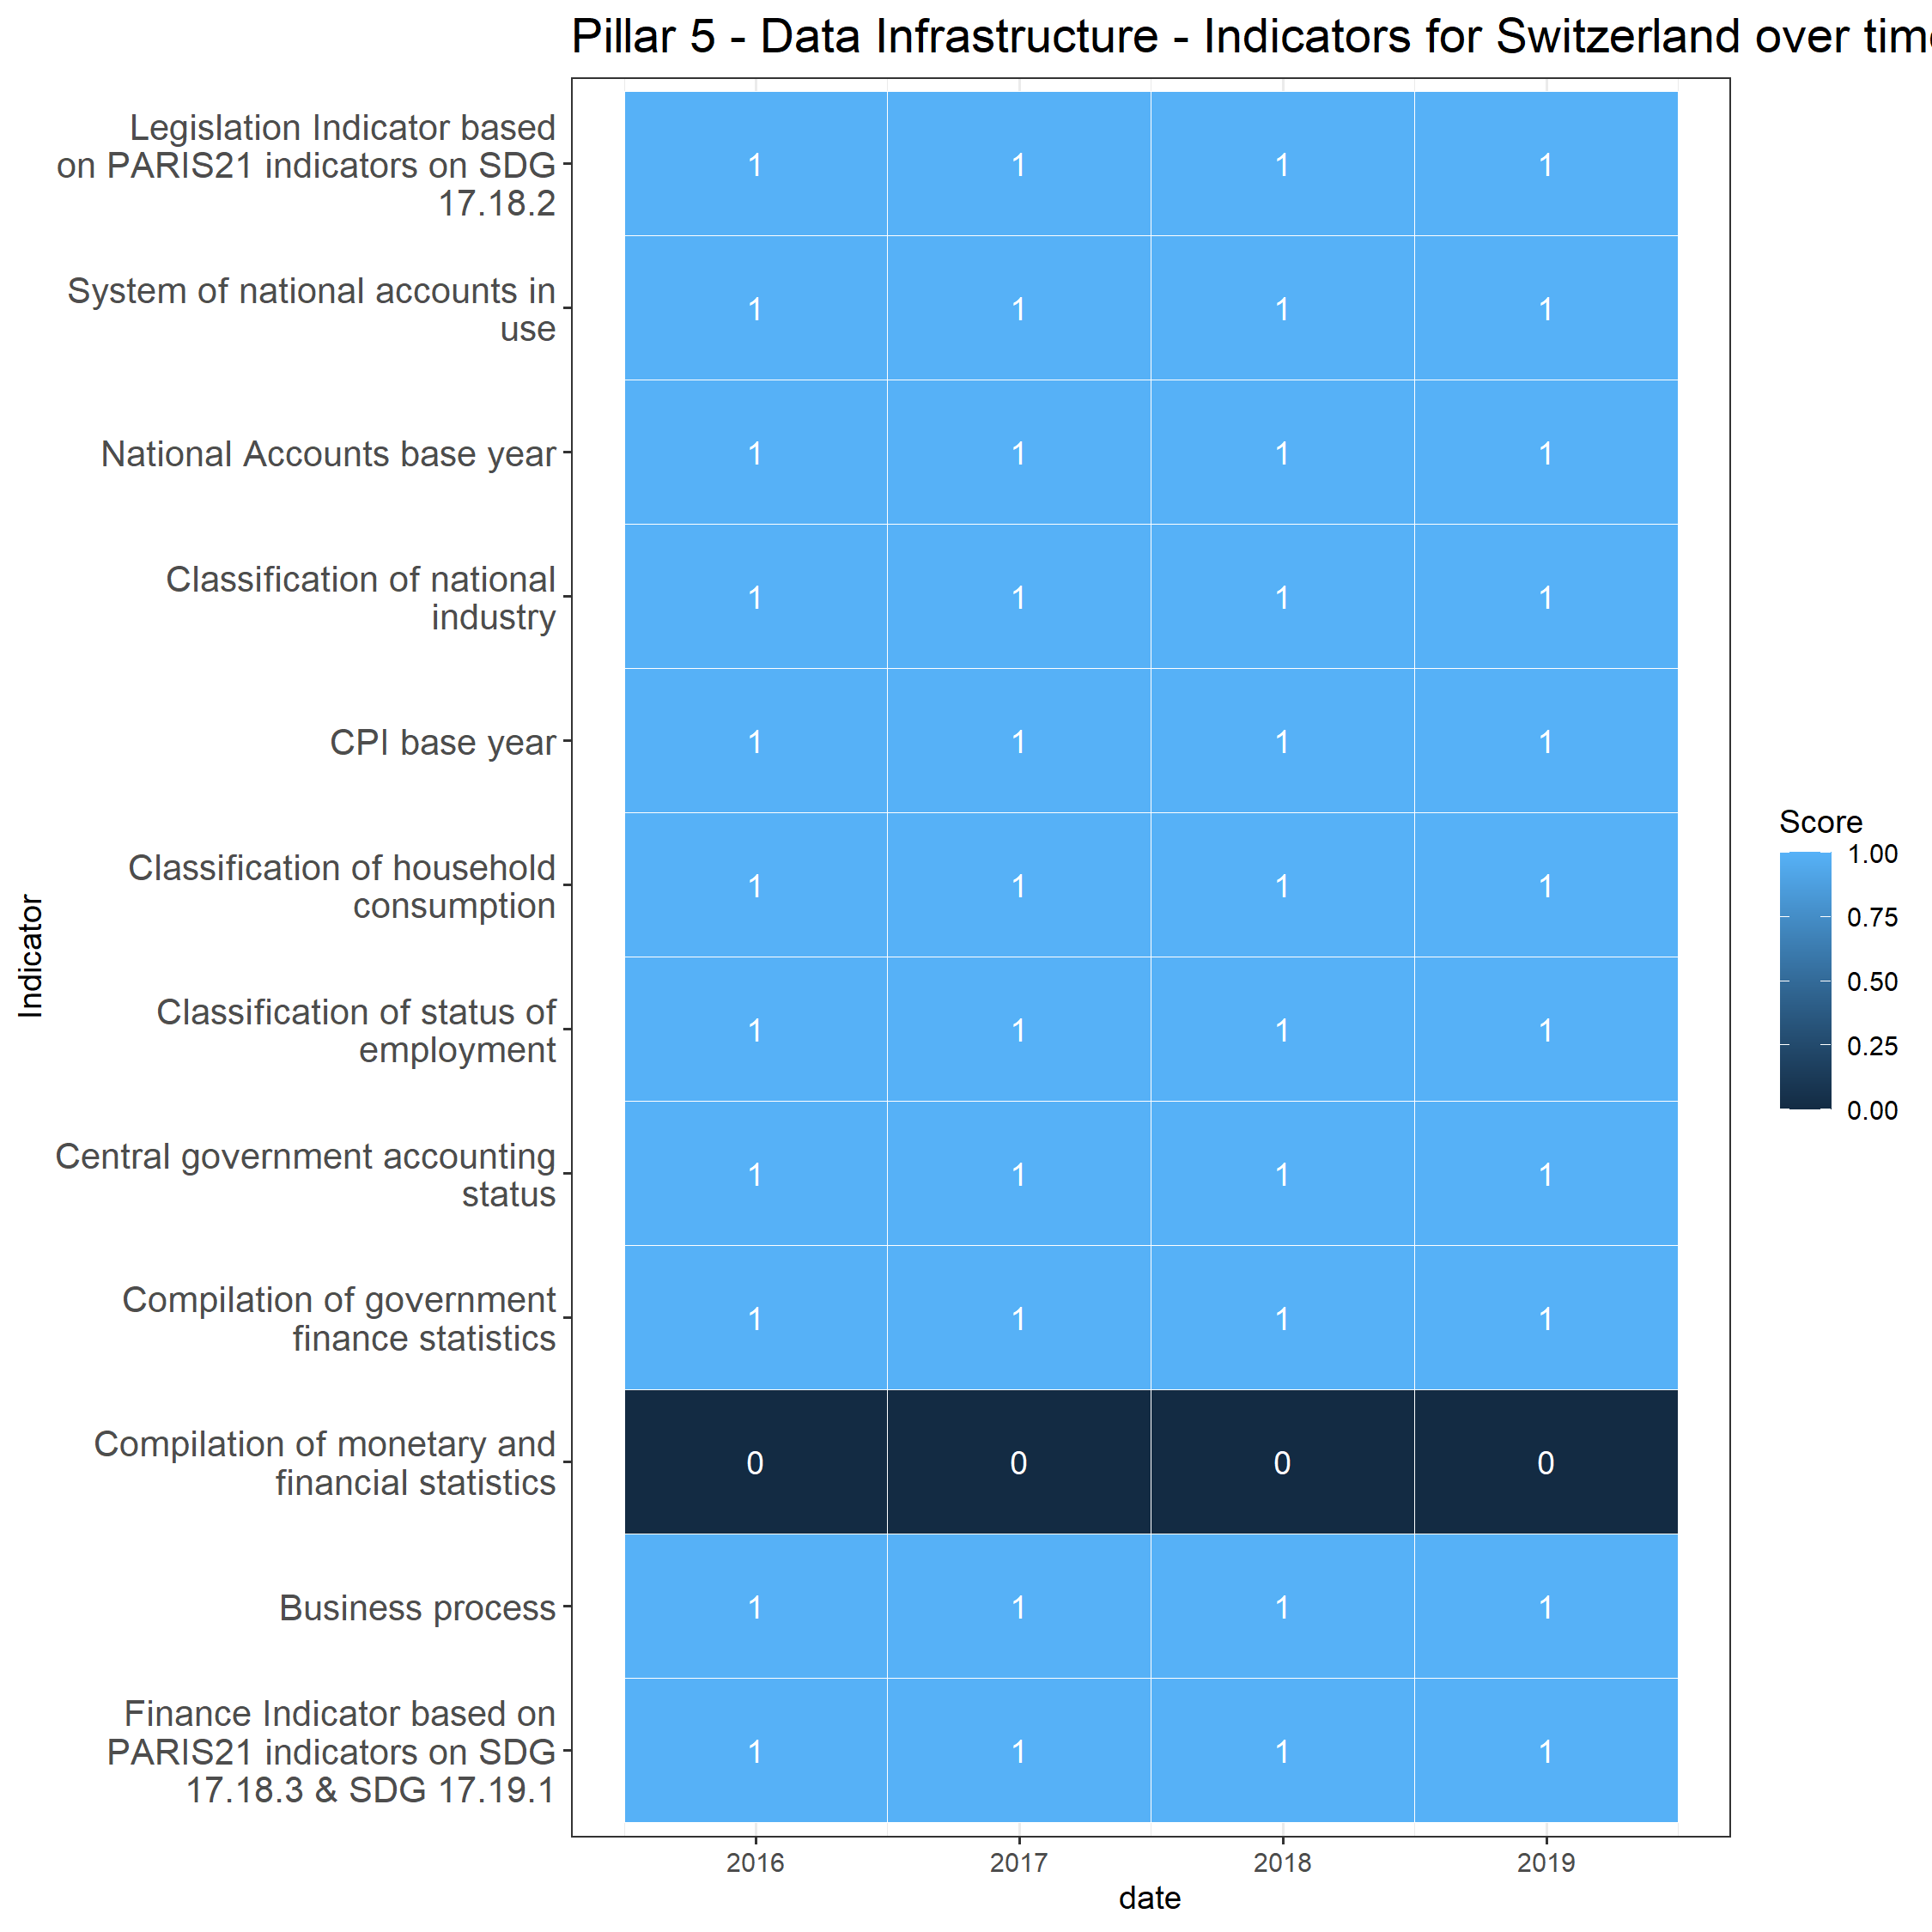 Pillar 5 - Data Infrastructure - Indicators for Switzerland over
Legislation Indicator based
on PARIS21 indicators on SDG
17.18.2
1 1 1 1
System of national accounts in
use
1 1 1 1
National Accounts base year
1 1 1 1
Classification of national
industry
1 1 1 1
CPI base year
1 1 1 1
Classification of household
consumption
1 1 1 1
Classification of status of
employment
1 1 1 1
Central government accounting
status
1 1 1 1
Compilation of government
finance statistics
1 1 1 1
Compilation of monetary and
financial statistics
0 0 0 0
Business process
1 1 1 1
Finance Indicator based on
PARIS21 indicators on SDG
17.18.3 & SDG 17.19.1
1 1 1 1
2016 2017 2018 2019
date
Indicator
Score
1.00
0.75
0.50
0.25
0.00